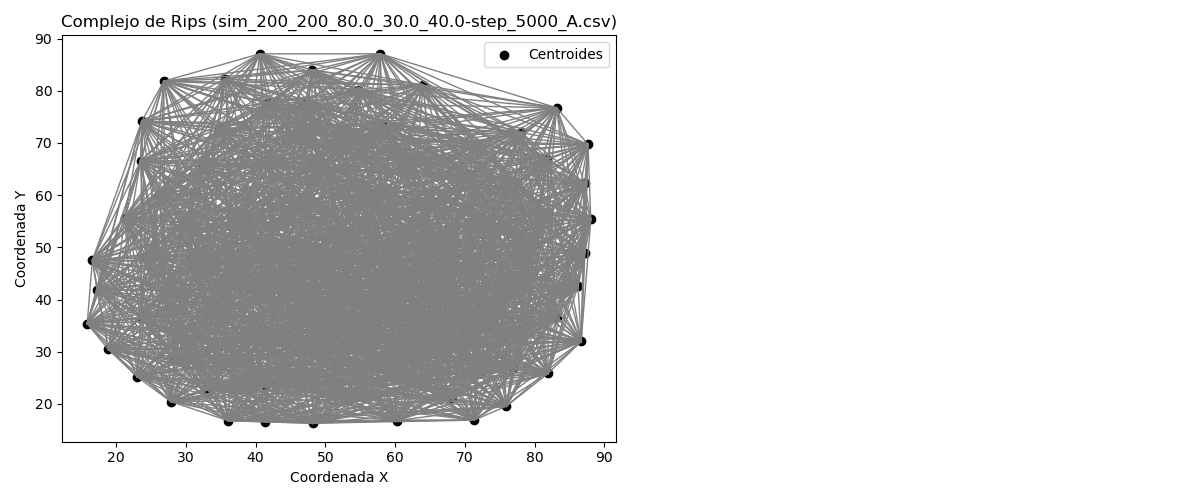 Complejo de Rips (sim_200_200_80.0_30.0_40.0-step_5000_A.csv)
Centroides
90
80
70
60
50
40
30
20
Coordenada Y
20 30 40 50 60 70 80 90
Coordenada X